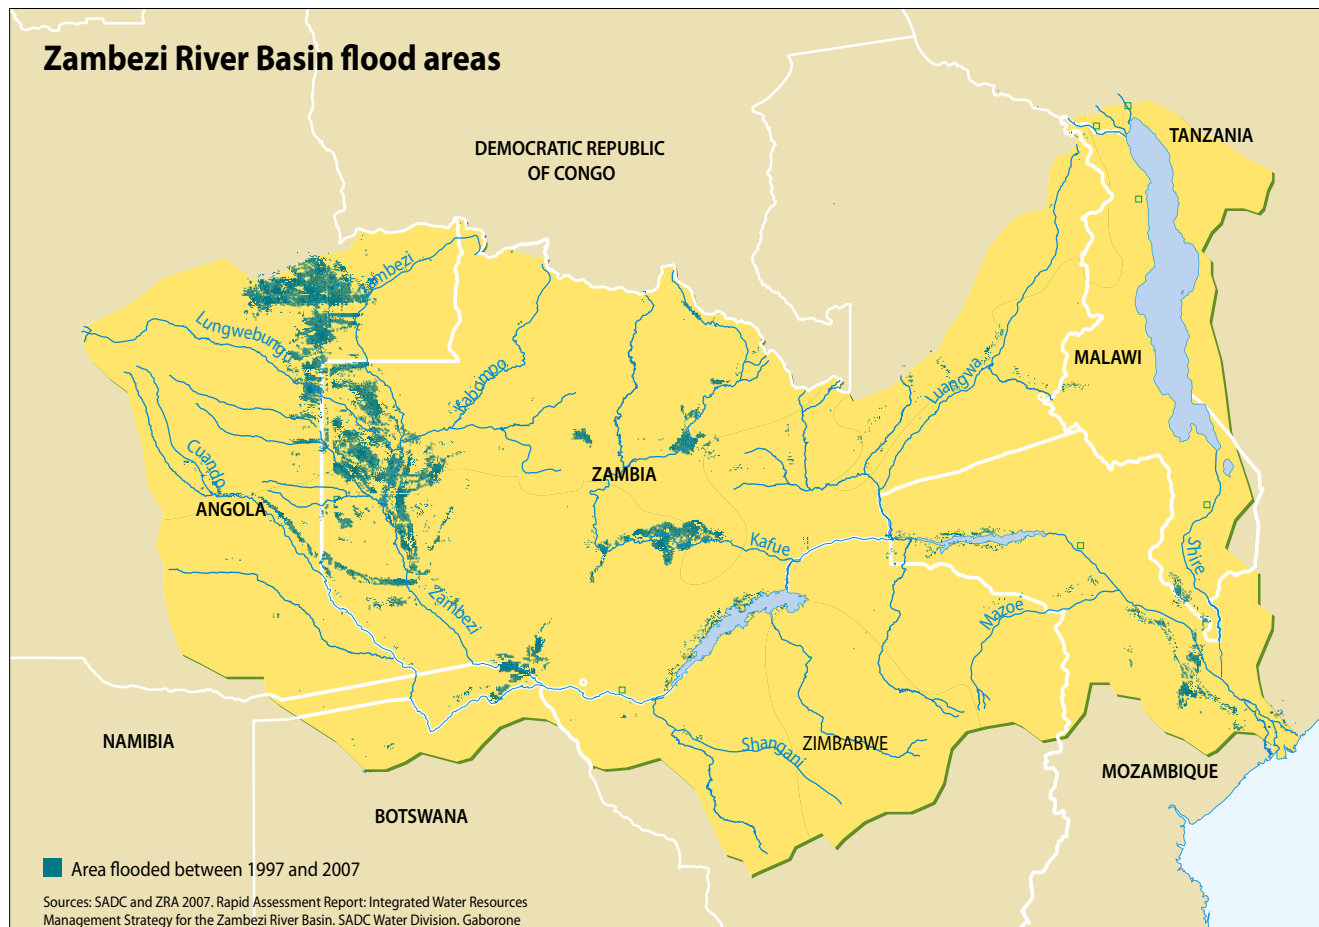 Zambezi River Basin flood areas
DEMOCRATIC REPUBLIC
OF CONGO
TANZANIA
Zambezi
Lungwebungu
MALAWI
Kabompo
Luangwa
Cuando
ZAMBIA
ANGOLA
Kafue
Shire
Zambezi
Mazoe
NAMIBIA
Shangani
ZIMBABWE
MOZAMBIQUE
BOTSWANA
Area flooded between 1997 and 2007
Sources: SADC and ZRA 2007. Rapid Assessment Report: Integrated Water Resources
Management Strategy for the Zambezi River Basin. SADC Water Division. Gaborone